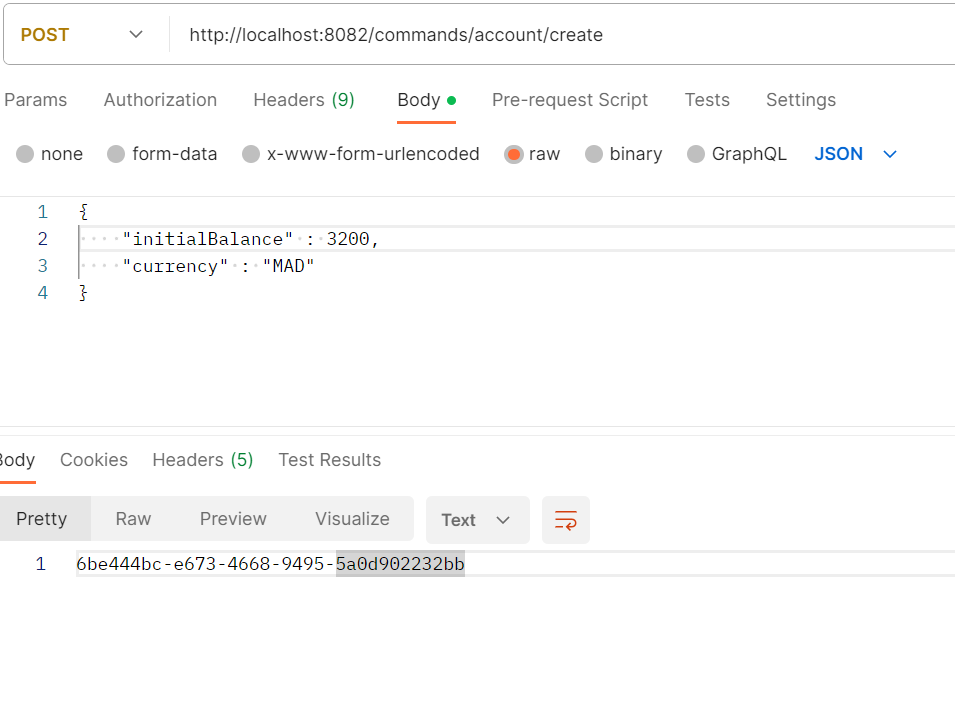 POST http://localhost:8082/commands/account/create
Params Authorization Headers (9) Body Pre-request Script Tests Settings
none form-data x-www-form-urlencoded raw binary GraphQL JSON
1 {
2 "initialBalance" : 3200,
3 "currency" : "MAD"
4 }
Body Cookies Headers (5) Test Results
Pretty Raw Preview Visualize Text
1 6be444bc-e673-4668-9495-5a0d902232bb